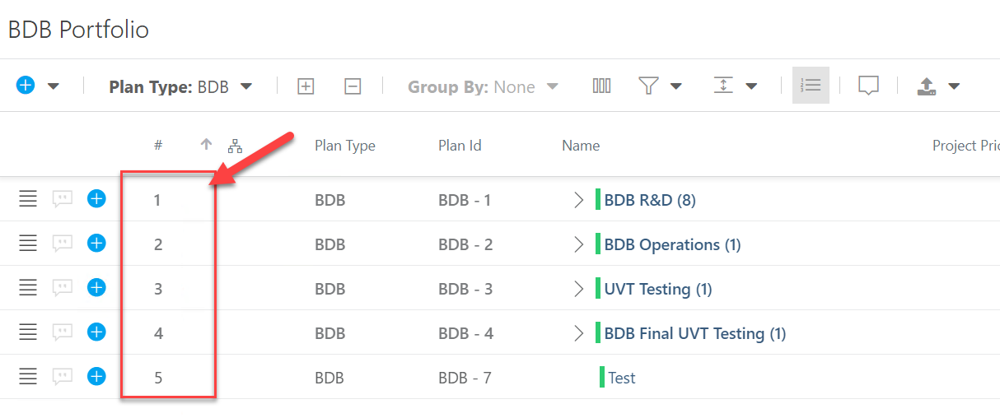 BDB Portfolio
Plan Type: BDB Group By: None
# Plan Type Plan Id Name Project Pric
1 BDB BDB - 1 BDB R&D (8)
2 BDB BDB - 2 BDB Operations (1)
3 BDB BDB - 3 UVT Testing (1)
4 BDB BDB - 4 BDB Final UVT Testing (1)
5 BDB BDB - 7 Test